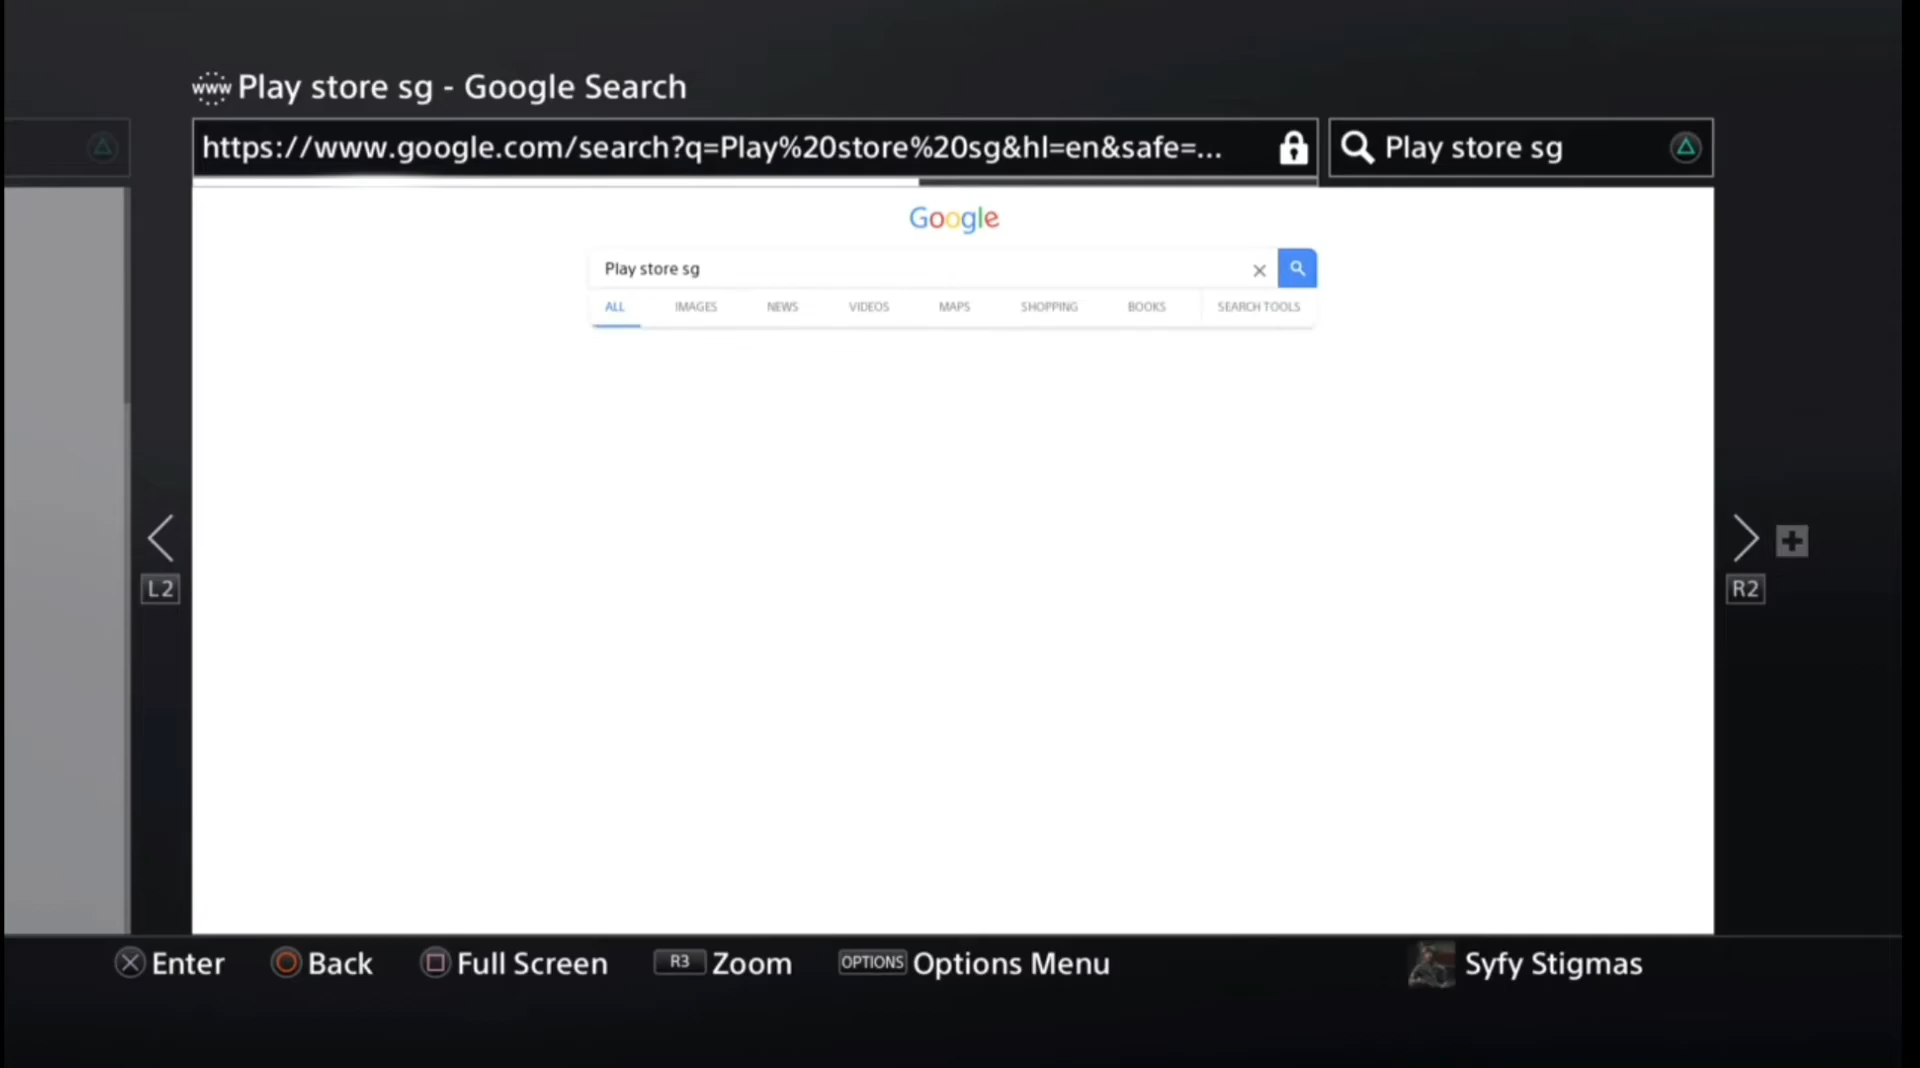 www Play store sg - Google Search
https://www.google.com/search?q=Play%20store%20sg&hl=en&safe=...
Play store sg
Google
Play store sg
ALL IMAGES NEWS VIDEOS MAPS SHOPPING BOOKS SEARCH TOOLS
L2
R2
Enter Back Full Screen R3 Zoom OPTIONS Options Menu Syfy Stigmas